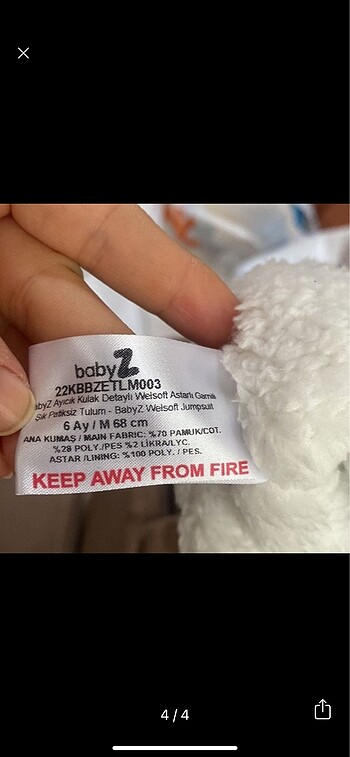 babyZ
22KBBZETLM003
Ayıcık Kulak Detaylı Welsoft Astarlı
Şık Patiksiz Tulum - BabyZ Welsoft Jumpsuit
6 Ay / M 68 cm
ANA KUMAŞ / MAIN FABRIC: %70 PAMUK/COT.
%28 POLY./PES %2 LİKRA/LYC.
ASTAR /LINING: %100 POLY. / PES.
KEEP AWAY FROM FIRE
4 / 4